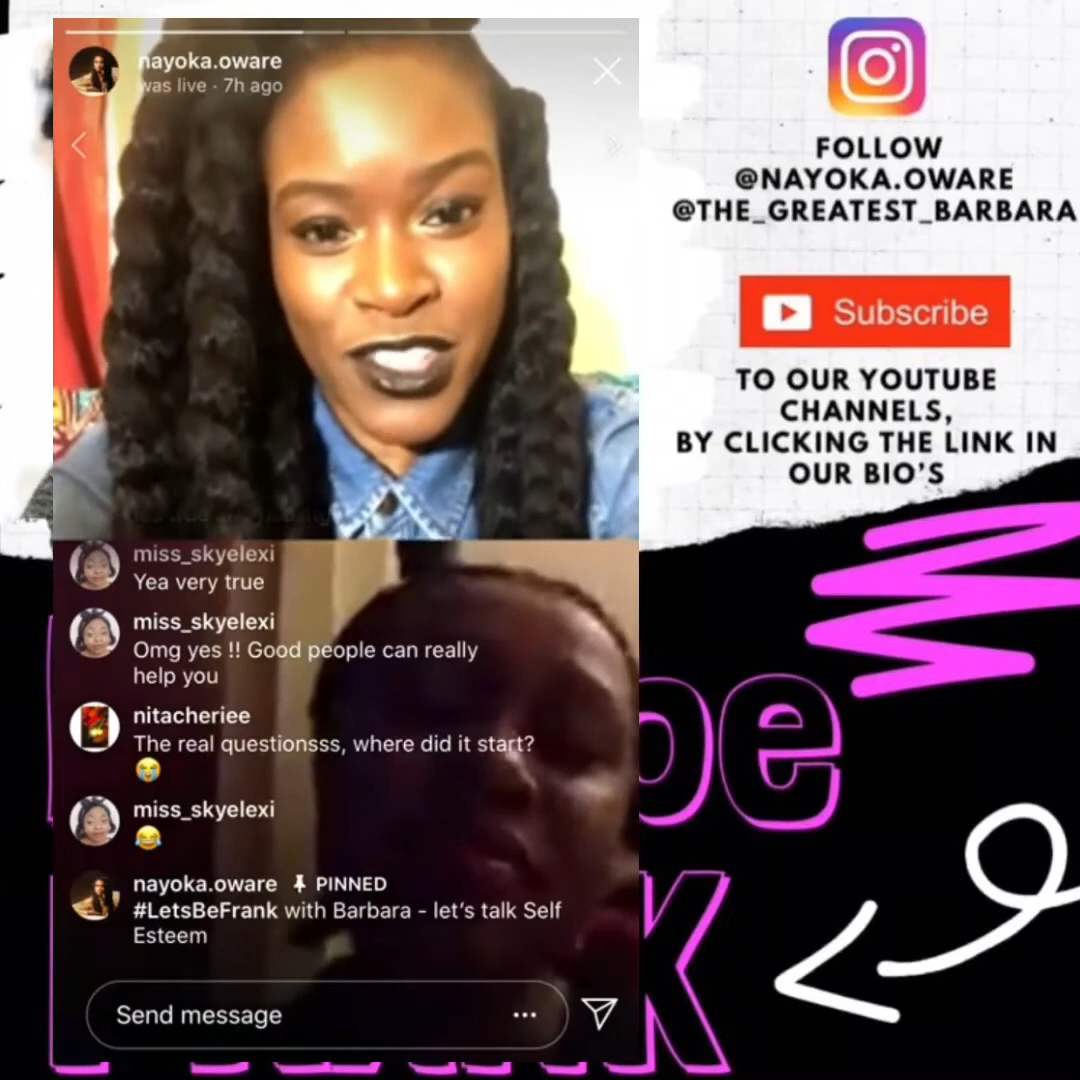 nayoka.oware
was live · 7h ago
miss_skyelexi
Yea very true
miss_skyelexi
Omg yes !! Good people can really
help you
nitacheriee
The real questionsss, where did it start?
😭
miss_skyelexi
😂
nayoka.oware PINNED
#LetsBeFrank with Barbara - let's talk Self
Esteem
Send message
FOLLOW
@NAYOKA.OWARE
@THE_GREATEST_BARBARA
Subscribe
TO OUR YOUTUBE
CHANNELS,
BY CLICKING THE LINK IN
OUR BIO'S
be